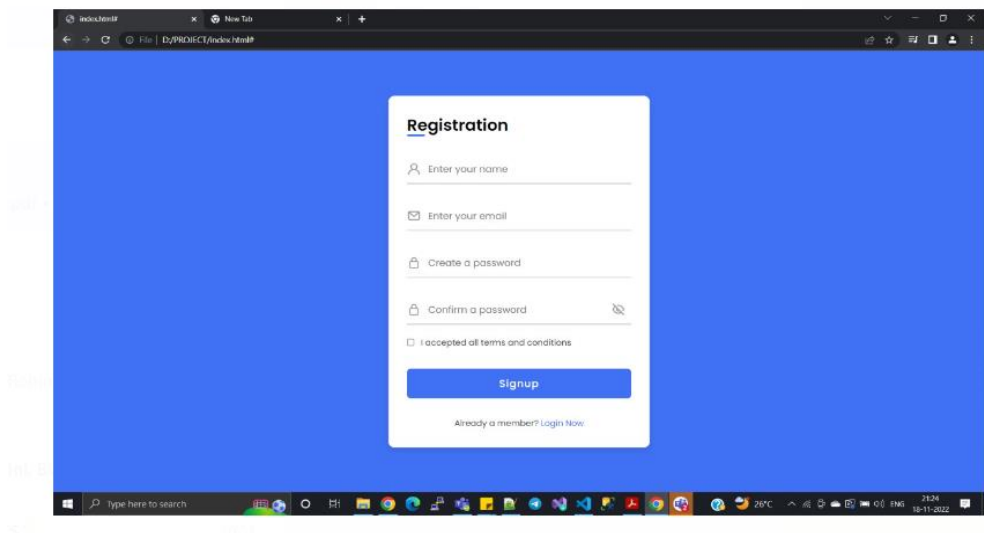 index.html#
New Tab
File | D:/PROJECT/index.html#
Registration
Enter your name
Enter your email
Create a password
Confirm a password
I accepted all terms and conditions
Signup
Already a member? Login Now
Type here to search
26°C
ENG
21:24
18-11-2022